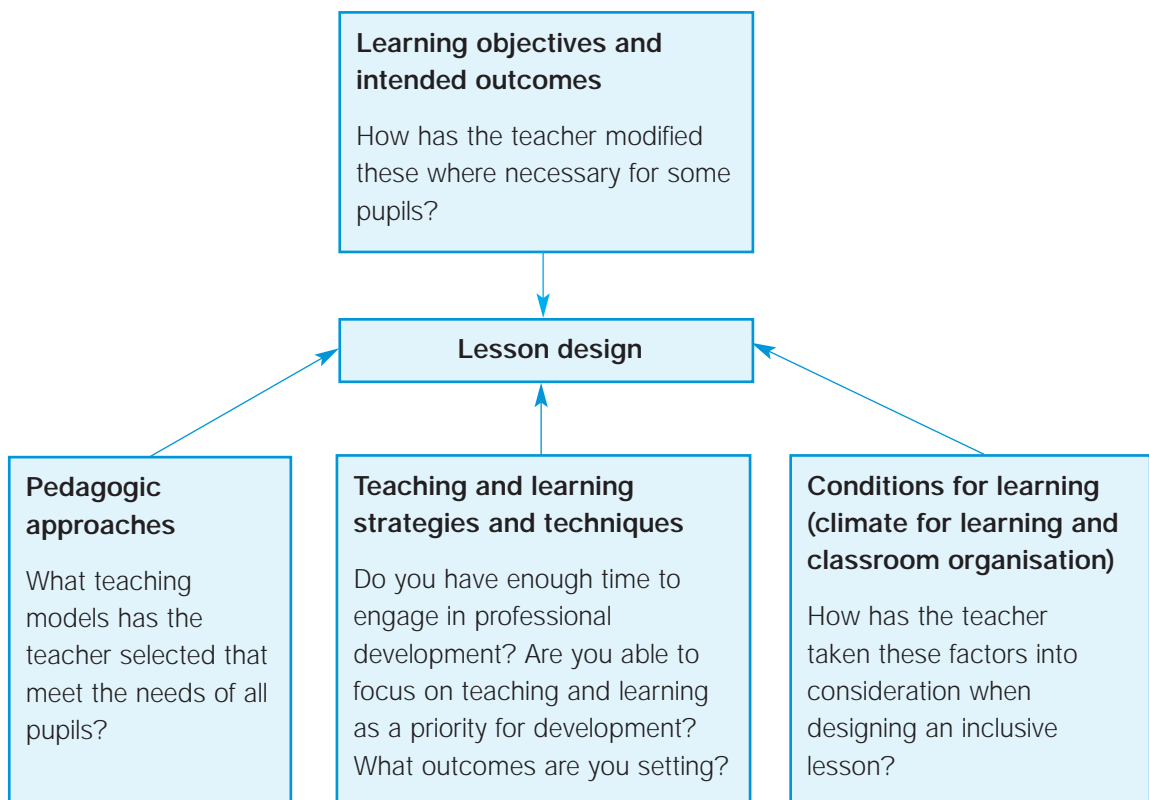 Learning objectives and
intended outcomes
How has the teacher modified
these where necessary for some
pupils?
Lesson design
Pedagogic
approaches
What teaching
models has the
teacher selected that
meet the needs of all
pupils?
Teaching and learning
strategies and techniques
Do you have enough time to
engage in professional
development? Are you able to
focus on teaching and learning
as a priority for development?
What outcomes are you setting?
Conditions for learning
(climate for learning and
classroom organisation)
How has the teacher
taken these factors into
consideration when
designing an inclusive
lesson?